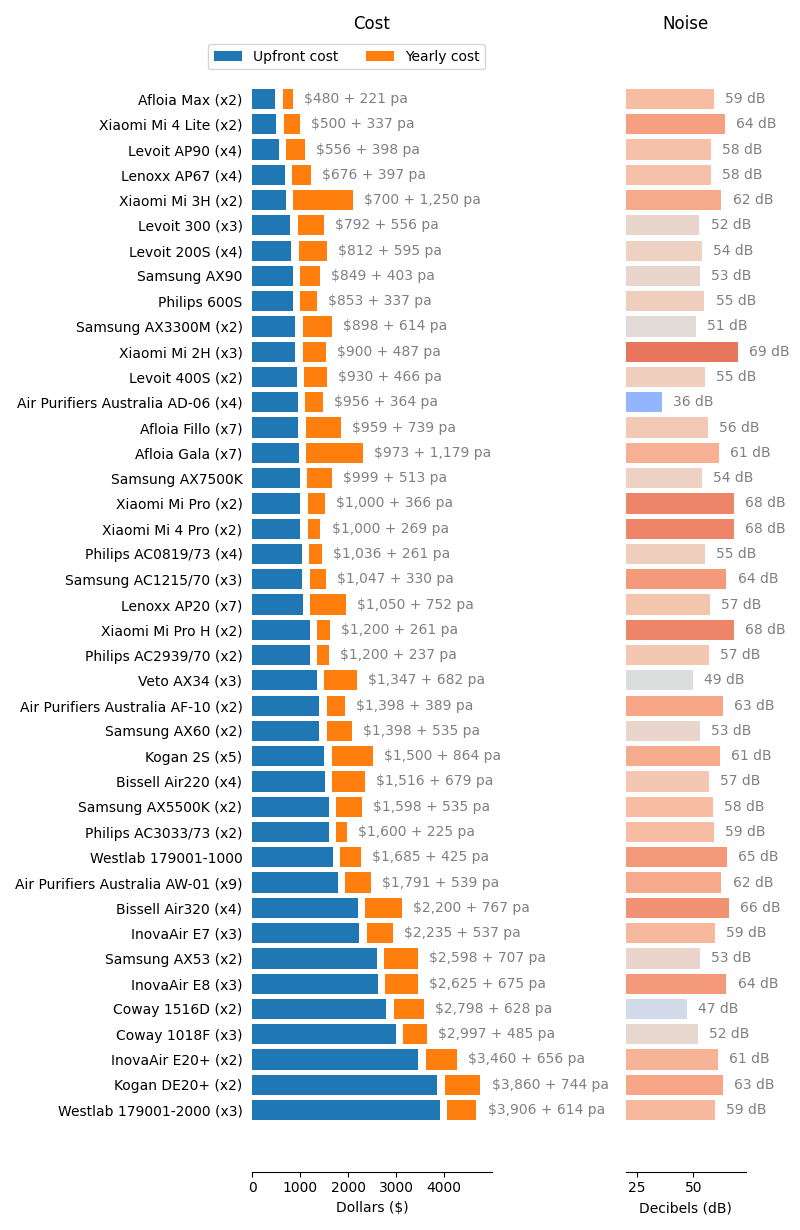 Cost Noise
Upfront cost Yearly cost
Afloia Max (x2) $480 + 221 pa 59 dB
Xiaomi Mi 4 Lite (x2) $500 + 337 pa 64 dB
Levoit AP90 (x4) $556 + 398 pa 58 dB
Lenoxx AP67 (x4) $676 + 397 pa 58 dB
Xiaomi Mi 3H (x2) $700 + 1,250 pa 62 dB
Levoit 300 (x3) $792 + 556 pa 52 dB
Levoit 200S (x4) $812 + 595 pa 54 dB
Samsung AX90 $849 + 403 pa 53 dB
Philips 600S $853 + 337 pa 55 dB
Samsung AX3300M (x2) $898 + 614 pa 51 dB
Xiaomi Mi 2H (x3) $900 + 487 pa 69 dB
Levoit 400S (x2) $930 + 466 pa 55 dB
Air Purifiers Australia AD-06 (x4) $956 + 364 pa 36 dB
Afloia Fillo (x7) $959 + 739 pa 56 dB
Afloia Gala (x7) $973 + 1,179 pa 61 dB
Samsung AX7500K $999 + 513 pa 54 dB
Xiaomi Mi Pro (x2) $1,000 + 366 pa 68 dB
Xiaomi Mi 4 Pro (x2) $1,000 + 269 pa 68 dB
Philips AC0819/73 (x4) $1,036 + 261 pa 55 dB
Samsung AC1215/70 (x3) $1,047 + 330 pa 64 dB
Lenoxx AP20 (x7) $1,050 + 752 pa 57 dB
Xiaomi Mi Pro H (x2) $1,200 + 261 pa 68 dB
Philips AC2939/70 (x2) $1,200 + 237 pa 57 dB
Veto AX34 (x3) $1,347 + 682 pa 49 dB
Air Purifiers Australia AF-10 (x2) $1,398 + 389 pa 63 dB
Samsung AX60 (x2) $1,398 + 535 pa 53 dB
Kogan 2S (x5) $1,500 + 864 pa 61 dB
Bissell Air220 (x4) $1,516 + 679 pa 57 dB
Samsung AX5500K (x2) $1,598 + 535 pa 58 dB
Philips AC3033/73 (x2) $1,600 + 225 pa 59 dB
Westlab 179001-1000 $1,685 + 425 pa 65 dB
Air Purifiers Australia AW-01 (x9) $1,791 + 539 pa 62 dB
Bissell Air320 (x4) $2,200 + 767 pa 66 dB
InovaAir E7 (x3) $2,235 + 537 pa 59 dB
Samsung AX53 (x2) $2,598 + 707 pa 53 dB
InovaAir E8 (x3) $2,625 + 675 pa 64 dB
Coway 1516D (x2) $2,798 + 628 pa 47 dB
Coway 1018F (x3) $2,997 + 485 pa 52 dB
InovaAir E20+ (x2) $3,460 + 656 pa 61 dB
Kogan DE20+ (x2) $3,860 + 744 pa 63 dB
Westlab 179001-2000 (x3) $3,906 + 614 pa 59 dB
0 1000 2000 3000 4000 25 50
Dollars ($) Decibels (dB)